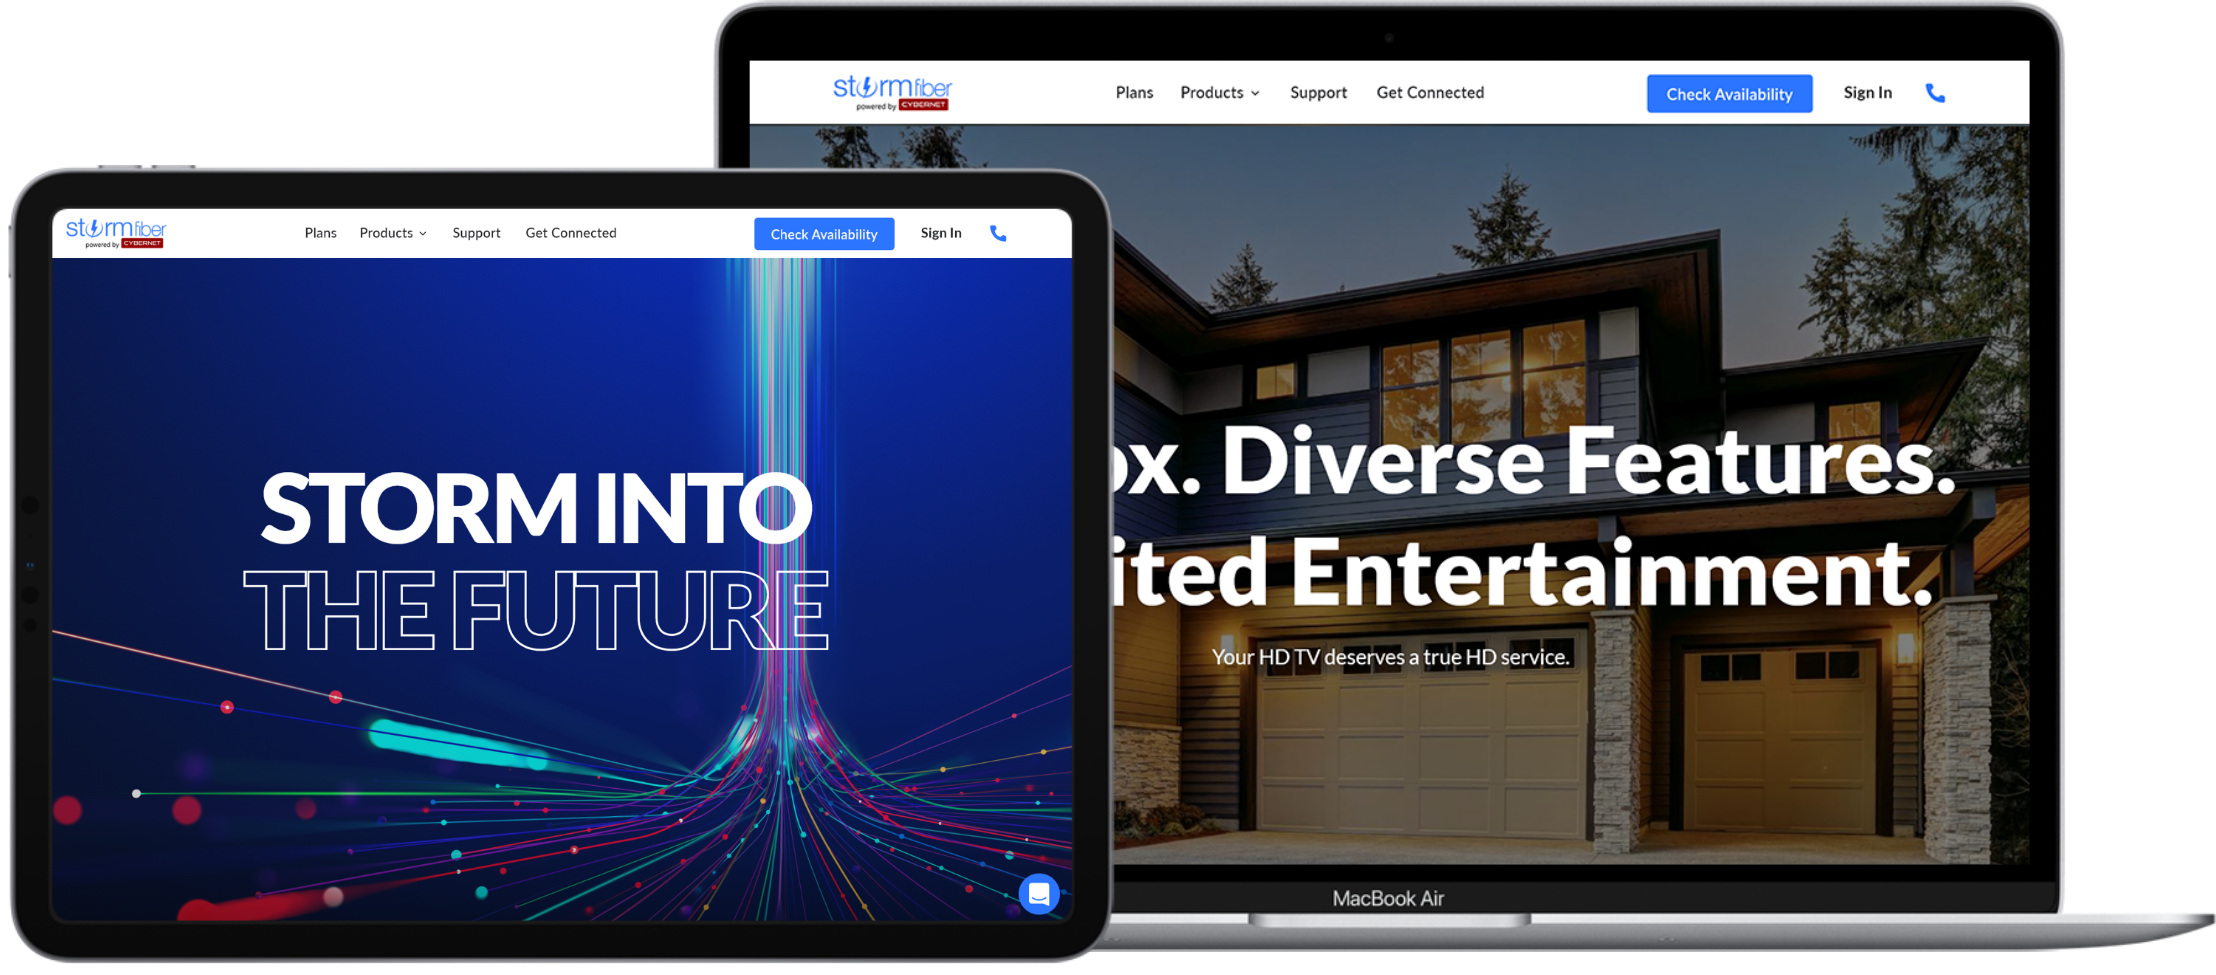 stormfiber
powered by CYBERNET
Plans Products Support Get Connected Check Availability Sign In
STORM INTO
THE FUTURE
stormfiber
powered by CYBERNET
Plans Products Support Get Connected Check Availability Sign In
x. Diverse Features.
ited Entertainment.
Your HD TV deserves a true HD service.
MacBook Air